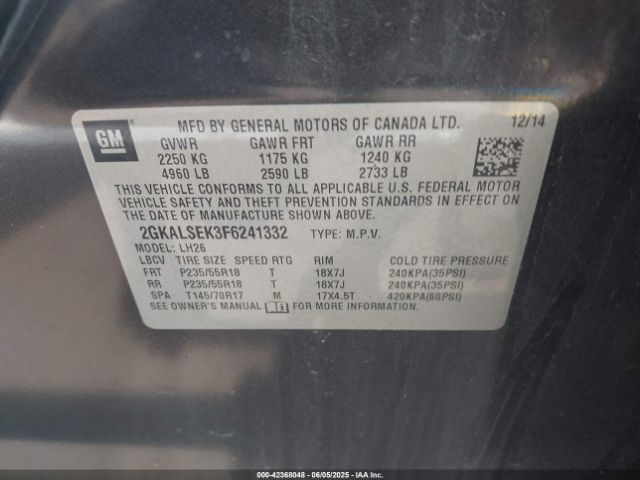 GM
MFD BY GENERAL MOTORS OF CANADA LTD. 12/14
GVWR GAWR FRT GAWR RR
2250 KG 1175 KG 1240 KG
4960 LB 2590 LB 2733 LB
THIS VEHICLE CONFORMS TO ALL APPLICABLE U.S. FEDERAL MOTOR
VEHICLE SAFETY AND THEFT PREVENTION STANDARDS IN EFFECT ON
THE DATE OF MANUFACTURE SHOWN ABOVE.
2GKALSEK3F6241332 TYPE: M.P.V.
MODEL: LH26
LBCV TIRE SIZE SPEED RTG RIM COLD TIRE PRESSURE
FRT P235/55R18 T 18X7J 240KPA(35PSI)
RR P235/55R18 T 18X7J 240KPA(35PSI)
SPA T145/70R17 M 17X4.5T 420KPA(60PSI)
SEE OWNER'S MANUAL FOR MORE INFORMATION
000-42368048 - 06/05/2025 - IAAI.COM